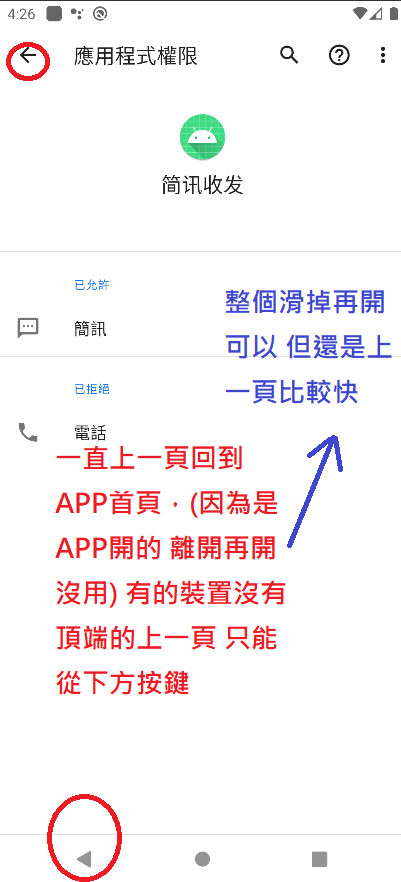 4:26
應用程式權限
简讯收发
已允許
簡訊
整個滑掉再開
可以 但還是上
一頁比較快
已拒絕
電話
一直上一頁回到
APP首頁，(因為是
APP開的 離開再開
沒用) 有的裝置沒有
頂端的上一頁 只能
從下方按鍵